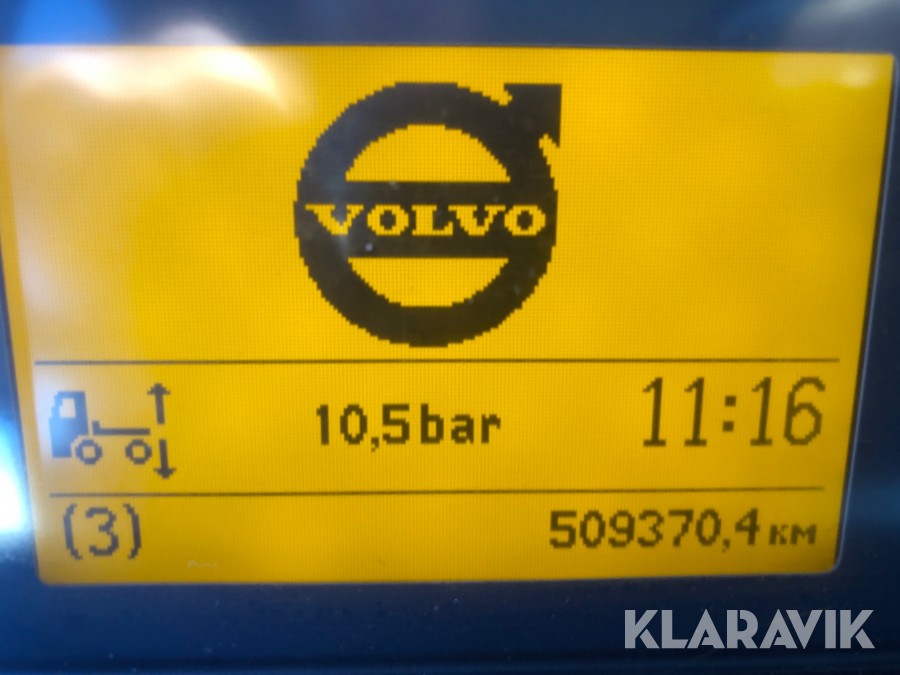 VOLVO
10,5bar
11:16
(3)
509370,4км
KLARAVIK